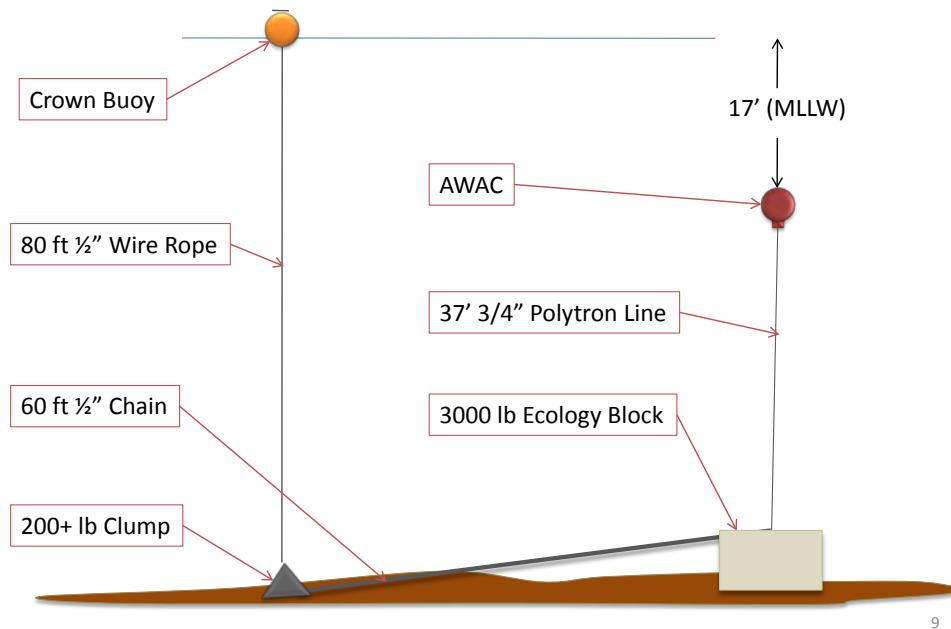 Crown Buoy
17’ (MLLW)
AWAC
80 ft ½” Wire Rope
37’ 3/4” Polytron Line
60 ft ½” Chain
3000 lb Ecology Block
200+ lb Clump
9